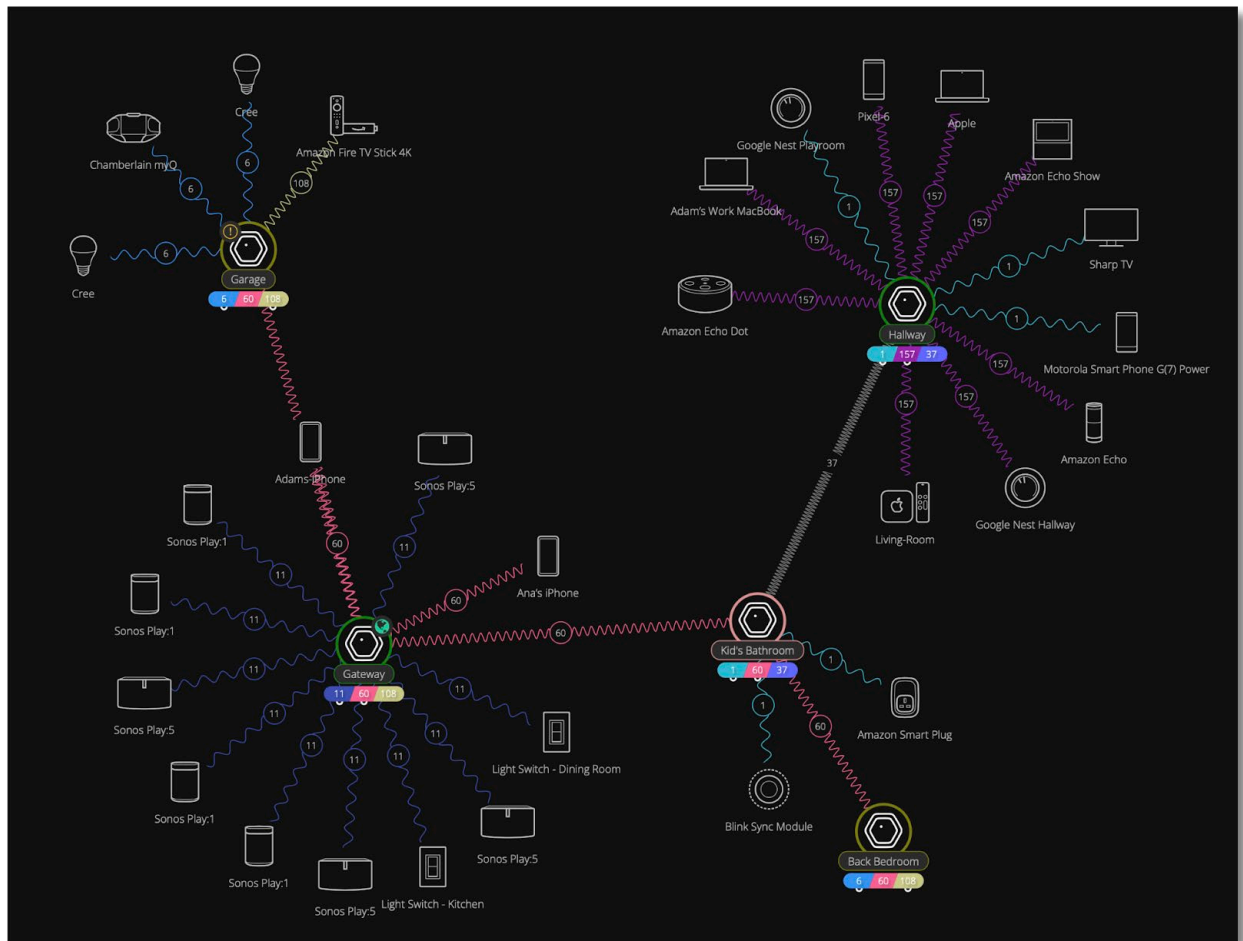 Cree
Chamberlain myQ
Amazon Fire TV Stick 4K
6
6
108
6
Cree
!
Garage
6 60 108
Pixel-6
Apple
Google Nest Playroom
Amazon Echo Show
Adam's Work MacBook
157
157
157
1
157
1
Sharp TV
157
1
Amazon Echo Dot
Hallway
1 157 37
Motorola Smart Phone G(7) Power
157
157
157
Amazon Echo
Google Nest Hallway
Living-Room
37
Adams-iPhone
Sonos Play:5
60
11
Sonos Play:1
11
Ana's iPhone
60
Sonos Play:1
11
60
Gateway
11 60 108
Sonos Play:5
11
11
Sonos Play:1
11
11
11
11
11
Light Switch - Dining Room
Sonos Play:5
Sonos Play:1
Sonos Play:5
Light Switch - Kitchen
Kid's Bathroom
1 60 37
1
1
60
Amazon Smart Plug
Blink Sync Module
Back Bedroom
6 60 108